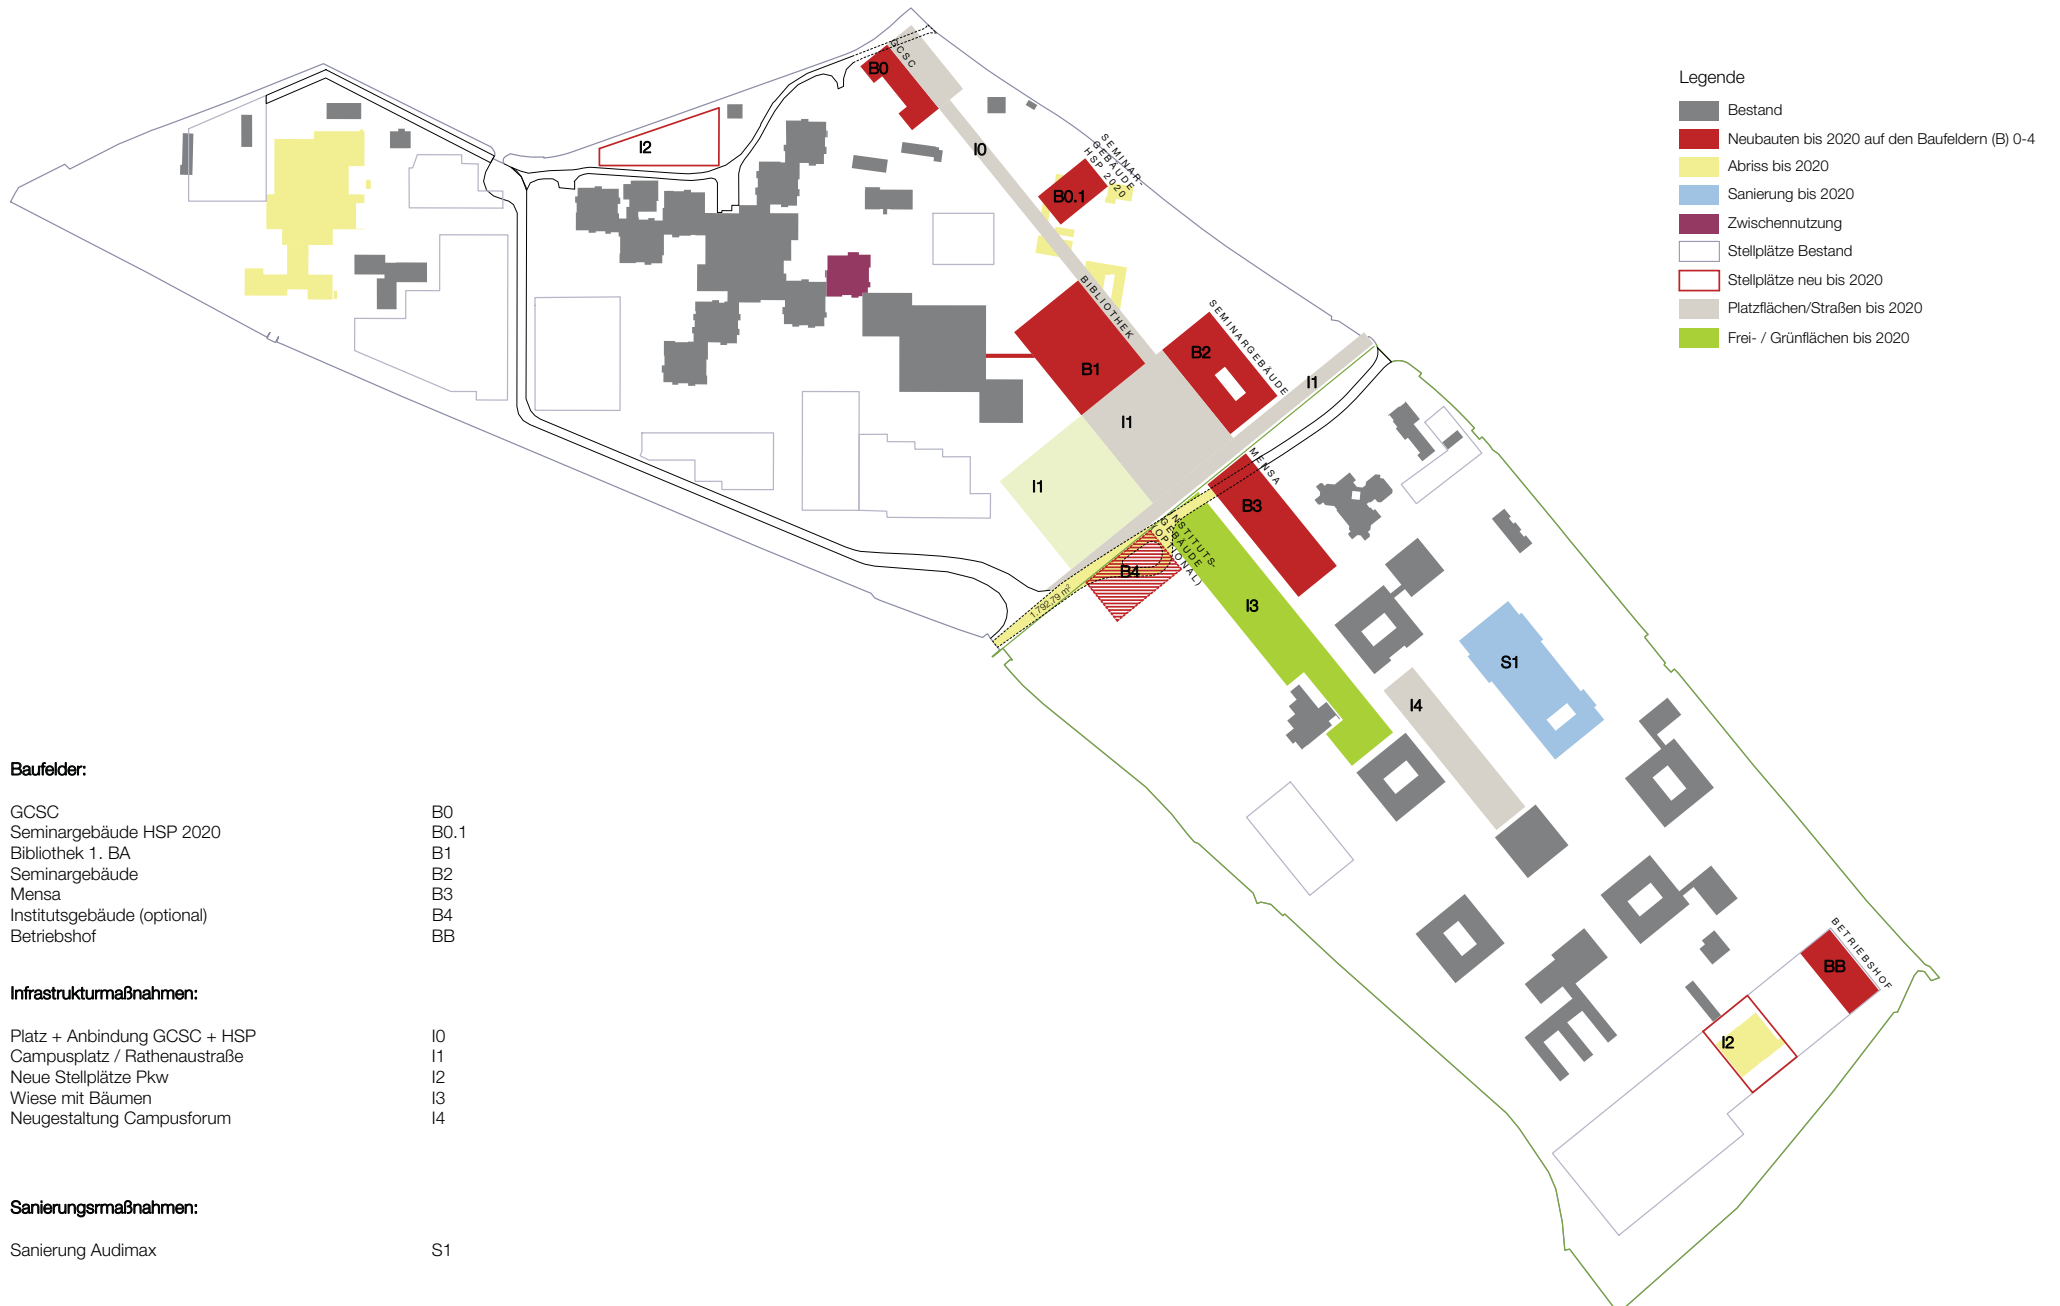 GCSC
B0
I0
I2
SEMINAR-
GEBÄUDE
HSP 2020
B0.1
BIBLIOTHEK
B1
SEMINARGEBÄUDE
B2
I1
I1
I1
MENSA
B3
INSTITUTS-
GEBÄUDE
(OPTIONAL)
B4
1.792,79 m²
I3
I4
S1
BETRIEBSHOF
BB
I2
Legende
Bestand
Neubauten bis 2020 auf den Baufeldern (B) 0-4
Abriss bis 2020
Sanierung bis 2020
Zwischennutzung
Stellplätze Bestand
Stellplätze neu bis 2020
Platzflächen/Straßen bis 2020
Frei- / Grünflächen bis 2020
Baufelder:
GCSC B0
Seminargebäude HSP 2020 B0.1
Bibliothek 1. BA B1
Seminargebäude B2
Mensa B3
Institutsgebäude (optional) B4
Betriebshof BB
Infrastrukturmaßnahmen:
Platz + Anbindung GCSC + HSP I0
Campusplatz / Rathenaustraße I1
Neue Stellplätze Pkw I2
Wiese mit Bäumen I3
Neugestaltung Campusforum I4
Sanierungsrmaßnahmen:
Sanierung Audimax S1